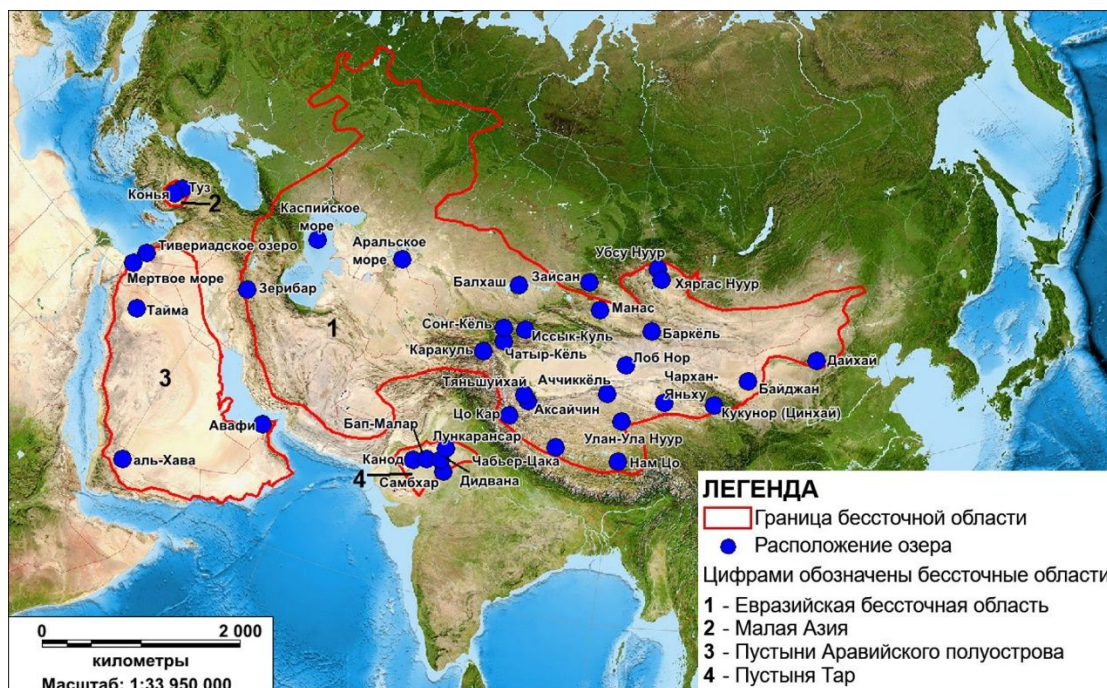 Конья
Туз
2
Каспийское
море
Тивериадское озеро
Мертвое море
Аральское
море
Убсу Нуур
Зайсан
Балхаш
Хяргас Нуур
Зерибар
Тайма
Манас
1
Сонг-Кёль
Иссык-Куль
Баркёль
Каракуль
Чатыр-Кёль
Лоб Нор
Дайхай
3
Тяньшуйхай
Аччиккёль
Чархан-
Яньху
Байджан
Аксайчин
Цо Кар
Кукунор (Цинхай)
Бап-Малар
Авафи
Лункарансар
Улан-Ула Нуур
аль-Хава
Канод
Чабьер-Цака
Нам Цо
4
Самбхар
Дидвана
ЛЕГЕНДА
Граница бессточной области
Расположение озера
Цифрами обозначены бессточные области
1 - Евразийская бессточная область
2 - Малая Азия
3 - Пустыни Аравийского полуострова
4 - Пустыня Тар
0 2 000
километры
Масштаб: 1:33 950 000